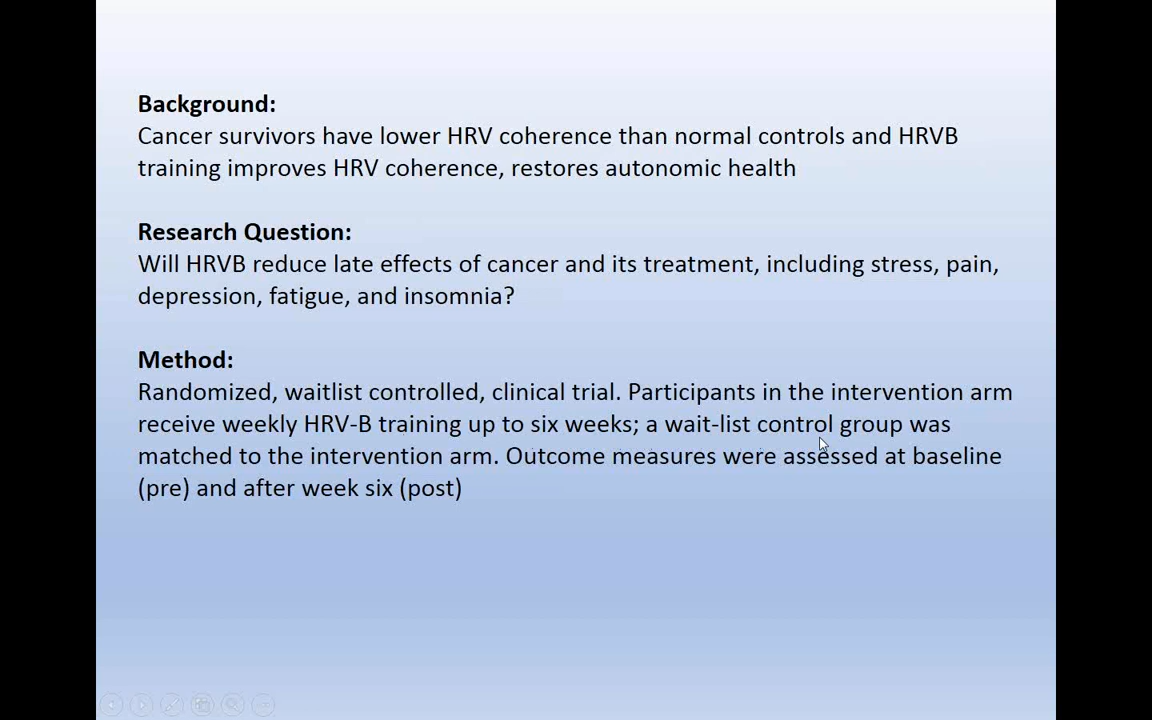 Background:
Cancer survivors have lower HRV coherence than normal controls and HRVB
training improves HRV coherence, restores autonomic health
Research Question:
Will HRVB reduce late effects of cancer and its treatment, including stress, pain,
depression, fatigue, and insomnia?
Method:
Randomized, waitlist controlled, clinical trial. Participants in the intervention arm
receive weekly HRV-B training up to six weeks; a wait-list control group was
matched to the intervention arm. Outcome measures were assessed at baseline
(pre) and after week six (post)